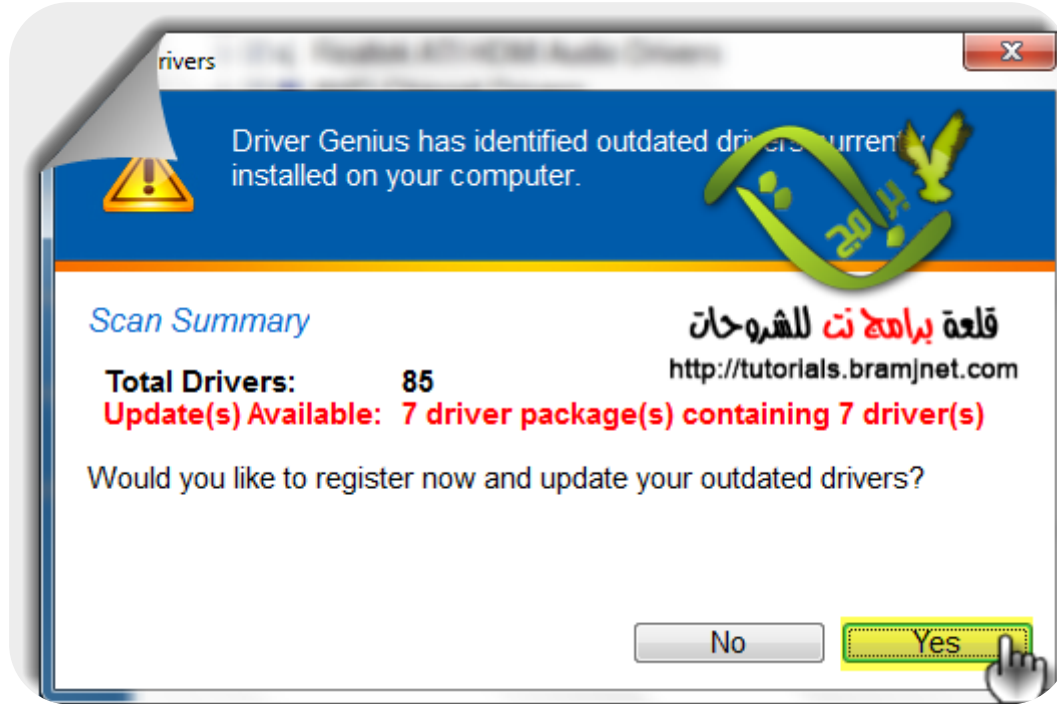 rivers
Driver Genius has identified outdated drivers currently
installed on your computer.
برامج
Scan Summary
قلعة برامج نت للشروحات
http://tutorials.bramjnet.com
Total Drivers: 85
Update(s) Available: 7 driver package(s) containing 7 driver(s)
Would you like to register now and update your outdated drivers?
No
Yes